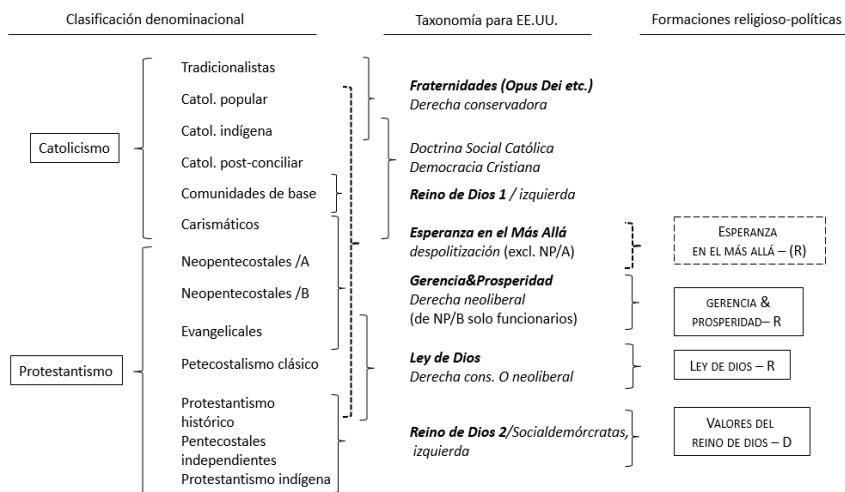 Clasificación denominacional
Taxonomía para EE.UU.
Formaciones religioso-políticas
Catolicismo
Protestantismo
Tradicionalistas
Catol. popular
Catol. indígena
Catol. post-conciliar
Comunidades de base
Carismáticos
Neopentecostales /A
Neopentecostales /B
Evangelicales
Petecostalismo clásico
Protestantismo
histórico
Pentecostales
independientes
Protestantismo indígena
Fraternidades (Opus Dei etc.)
Derecha conservadora
Doctrina Social Católica
Democracia Cristiana
Reino de Dios 1 / izquierda
Esperanza en el Más Allá
despolitización (excl. NP/A)
Gerencia&Prosperidad
Derecha neoliberal
(de NP/B solo funcionarios)
Ley de Dios
Derecha cons. O neoliberal
Reino de Dios 2/Socialdemórcratas,
izquierda
ESPERANZA
EN EL MÁS ALLÁ – (R)
GERENCIA &
PROSPERIDAD– R
LEY DE DIOS – R
VALORES DEL
REINO DE DIOS – D